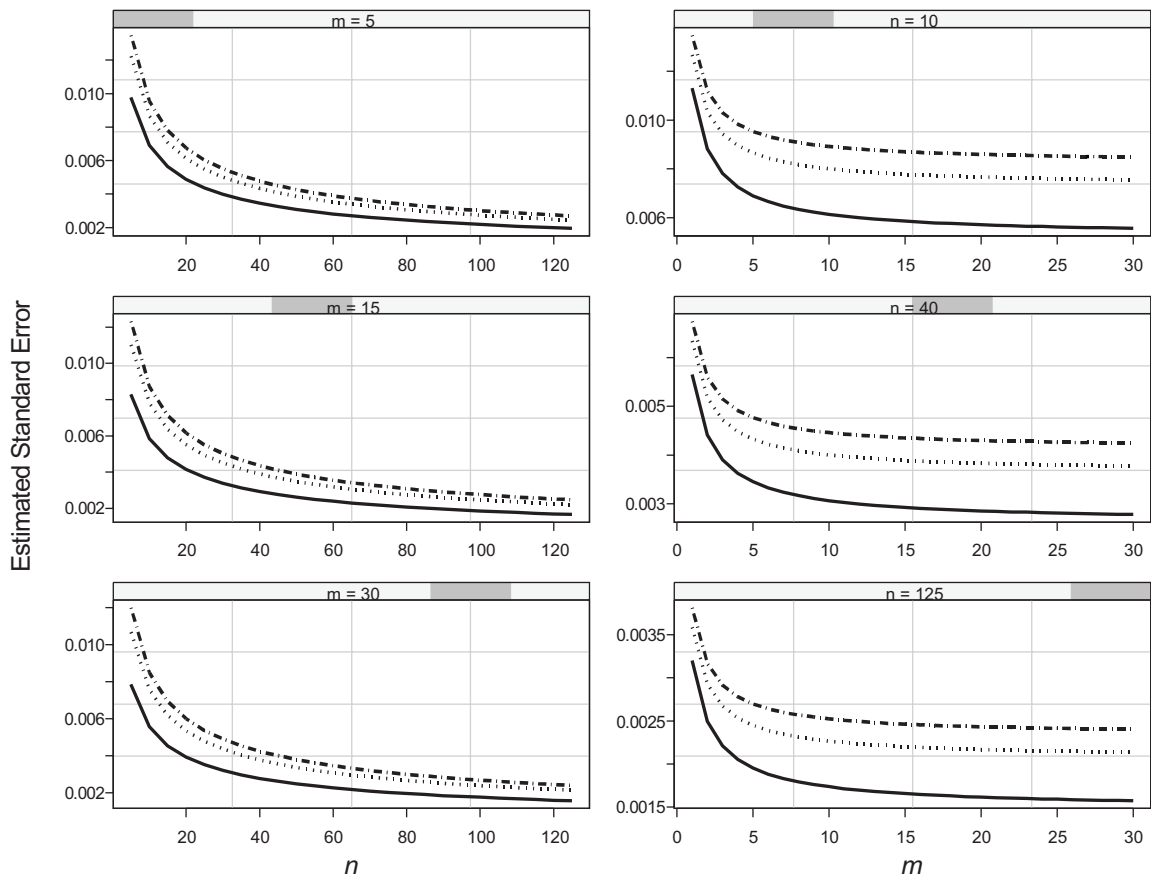 Estimated Standard Error
m = 5
0.010
0.006
0.002
20 40 60 80 100 120
n = 10
0.010
0.006
0 5 10 15 20 25 30
m = 15
0.010
0.006
0.002
20 40 60 80 100 120
n = 40
0.005
0.003
0 5 10 15 20 25 30
m = 30
0.010
0.006
0.002
20 40 60 80 100 120
n
n = 125
0.0035
0.0025
0.0015
0 5 10 15 20 25 30
m